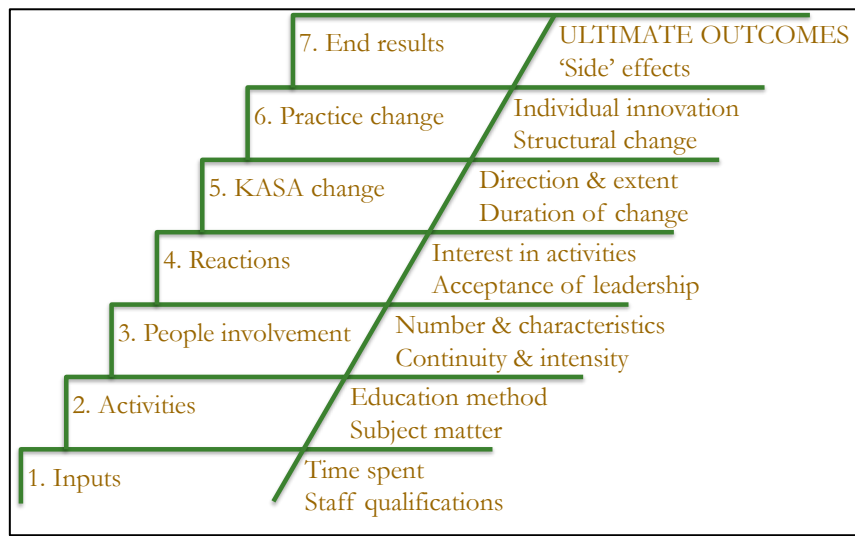 7. End results
ULTIMATE OUTCOMES
‘Side’ effects
6. Practice change
Individual innovation
Structural change
5. KASA change
Direction & extent
Duration of change
4. Reactions
Interest in activities
Acceptance of leadership
3. People involvement
Number & characteristics
Continuity & intensity
2. Activities
Education method
Subject matter
1. Inputs
Time spent
Staff qualifications